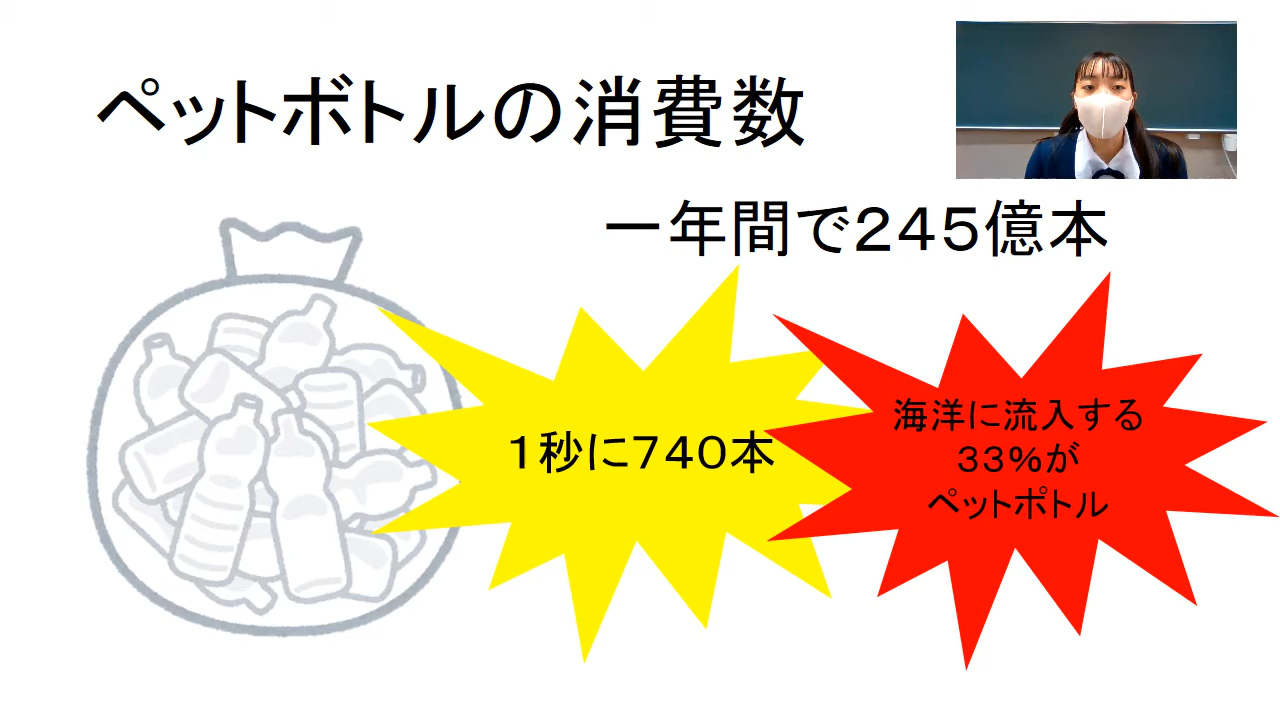 ペットボトルの消費数
一年間で２４５億本
１秒に７４０本
海洋に流入する
３３％が
ペットポトル